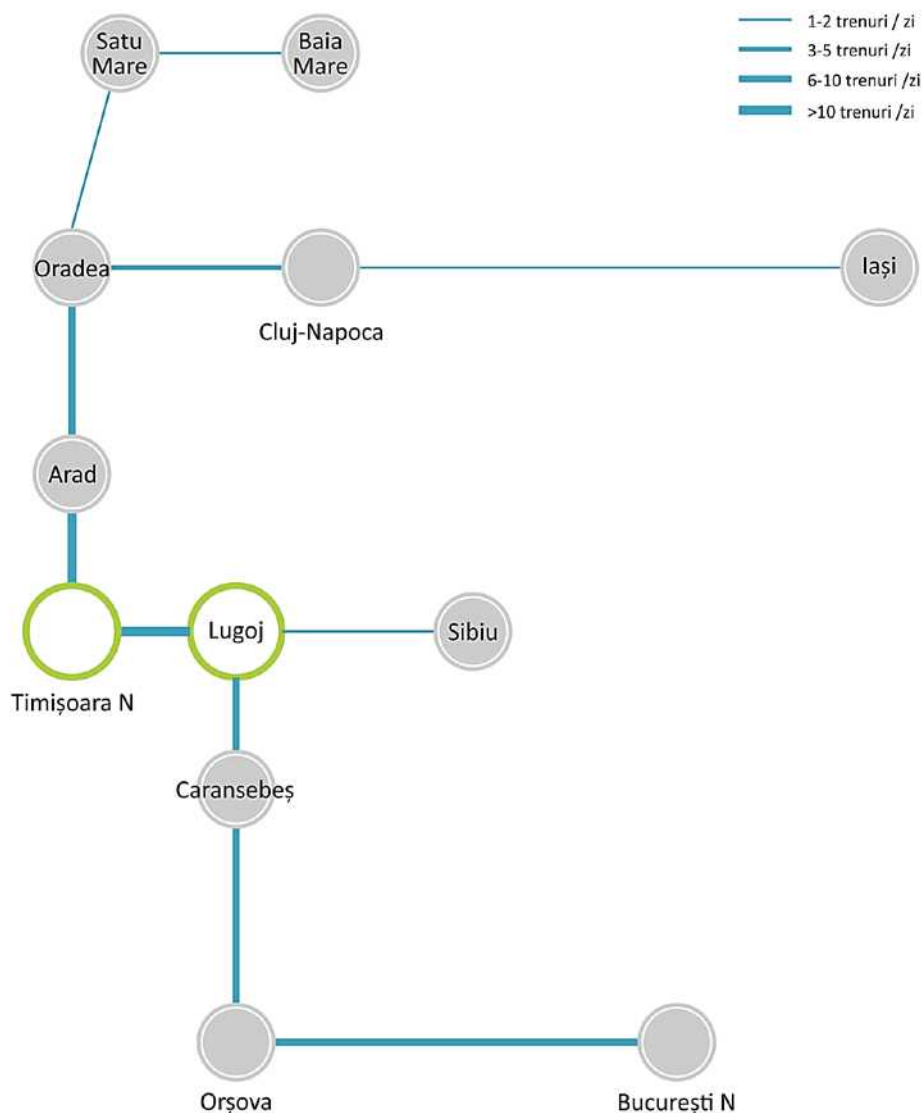 1-2 trenuri / zi
3-5 trenuri /zi
6-10 trenuri /zi
>10 trenuri /zi
Satu
Mare
Baia
Mare
Oradea
Cluj-Napoca
Iași
Arad
Timișoara N
Lugoj
Sibiu
Caransebeș
Orșova
București N